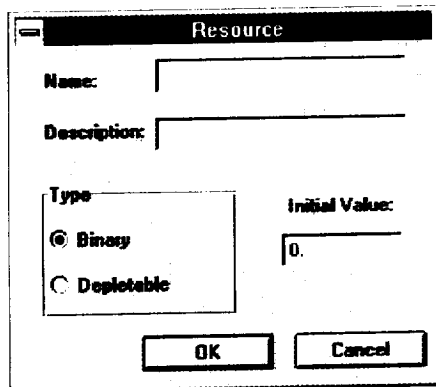 Resource
Name:
Description:
Type
Initial Value:
Binary
0.
Depletable
OK
Cancel